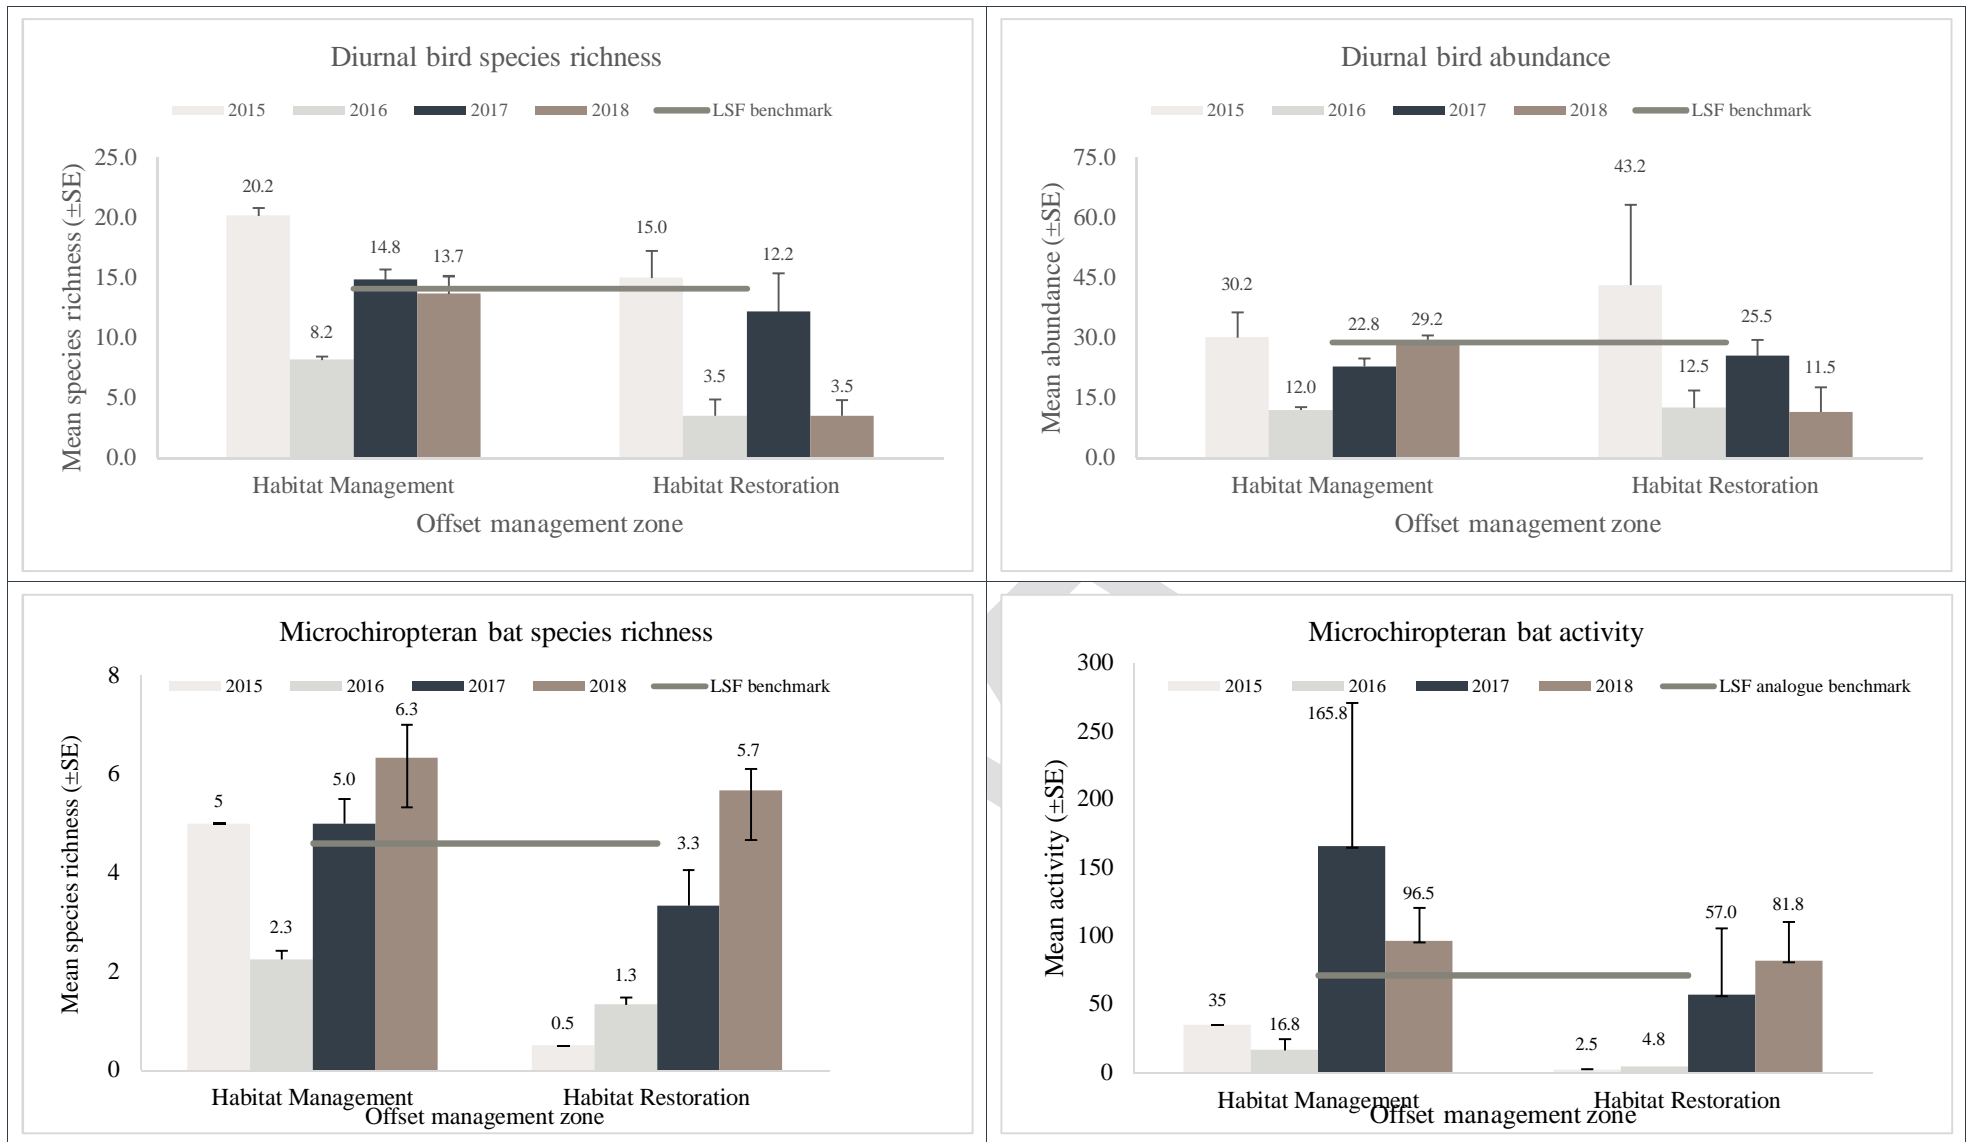 Diurnal bird species richness
2015 2016 2017 2018 LSF benchmark
Mean species richness (±SE)
25.0
20.0
15.0
10.0
5.0
0.0
20.2
8.2
14.8
13.7
15.0
3.5
12.2
3.5
Habitat Management Habitat Restoration
Offset management zone
Diurnal bird abundance
2015 2016 2017 2018 LSF benchmark
Mean abundance (±SE)
75.0
60.0
45.0
30.0
15.0
0.0
30.2
12.0
22.8
29.2
43.2
12.5
25.5
11.5
Habitat Management Habitat Restoration
Offset management zone
Microchiropteran bat species richness
2015 2016 2017 2018 LSF benchmark
Mean species richness (±SE)
8
6
4
2
0
5
2.3
5.0
6.3
0.5
1.3
3.3
5.7
Habitat Management Habitat Restoration
Offset management zone
Microchiropteran bat activity
2015 2016 2017 2018 LSF analogue benchmark
Mean activity (±SE)
300
250
200
150
100
50
0
35
16.8
165.8
96.5
2.5
4.8
57.0
81.8
Habitat Management Habitat Restoration
Offset management zone